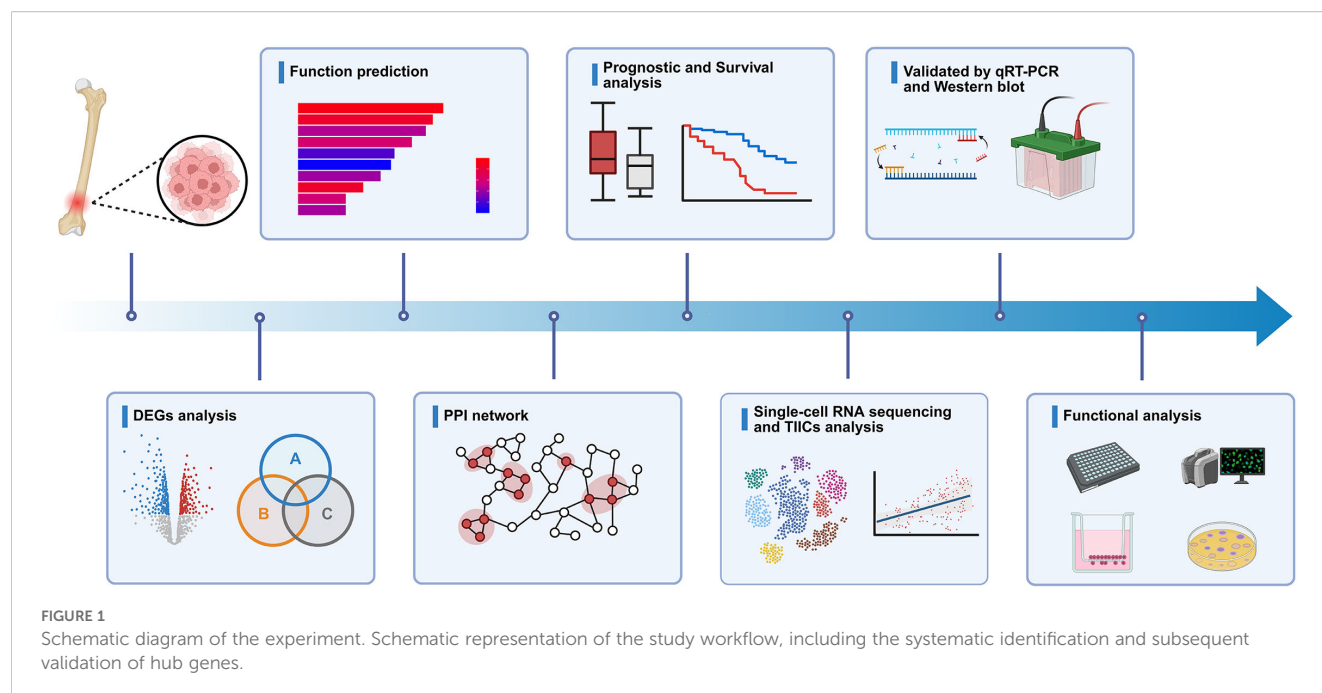 Function prediction
Prognostic and Survival
analysis
Validated by qRT-PCR
and Western blot
DEGs analysis
A
B
C
PPI network
Single-cell RNA sequencing
and TIICs analysis
Functional analysis
FIGURE 1
Schematic diagram of the experiment. Schematic representation of the study workflow, including the systematic identification and subsequent
validation of hub genes.